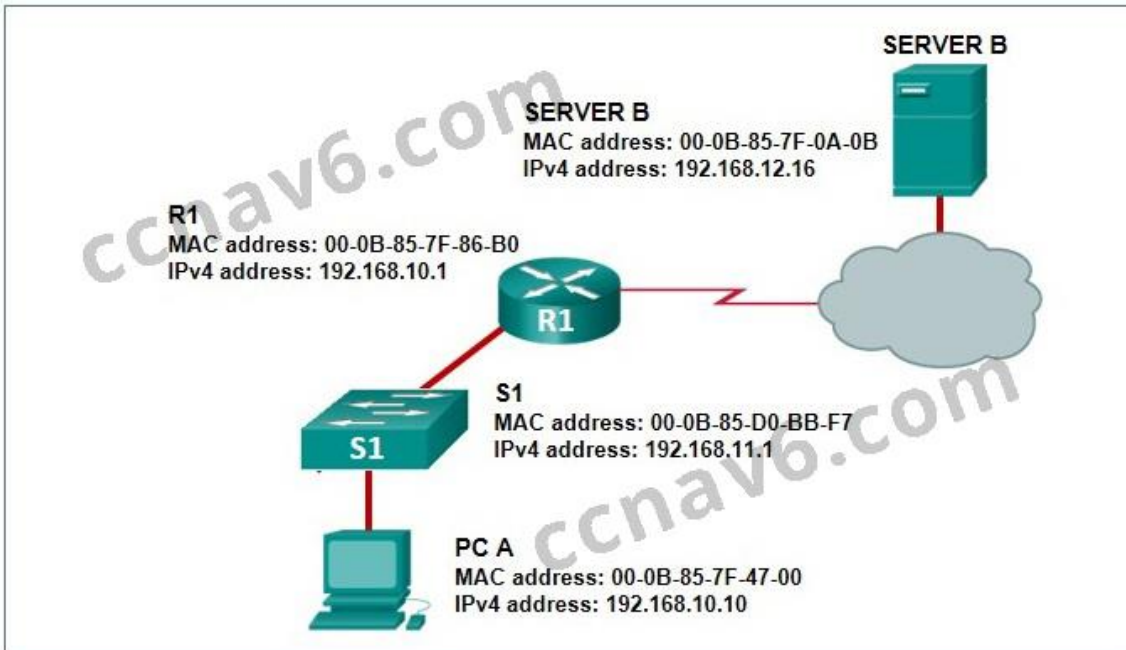 SERVER B
SERVER B
MAC address: 00-0B-85-7F-0A-0B
IPv4 address: 192.168.12.16
R1
MAC address: 00-0B-85-7F-86-B0
IPv4 address: 192.168.10.1
R1
S1
MAC address: 00-0B-85-D0-BB-F7
IPv4 address: 192.168.11.1
S1
PC A
MAC address: 00-0B-85-7F-47-00
IPv4 address: 192.168.10.10
ccnav6.com
ccnav6.com